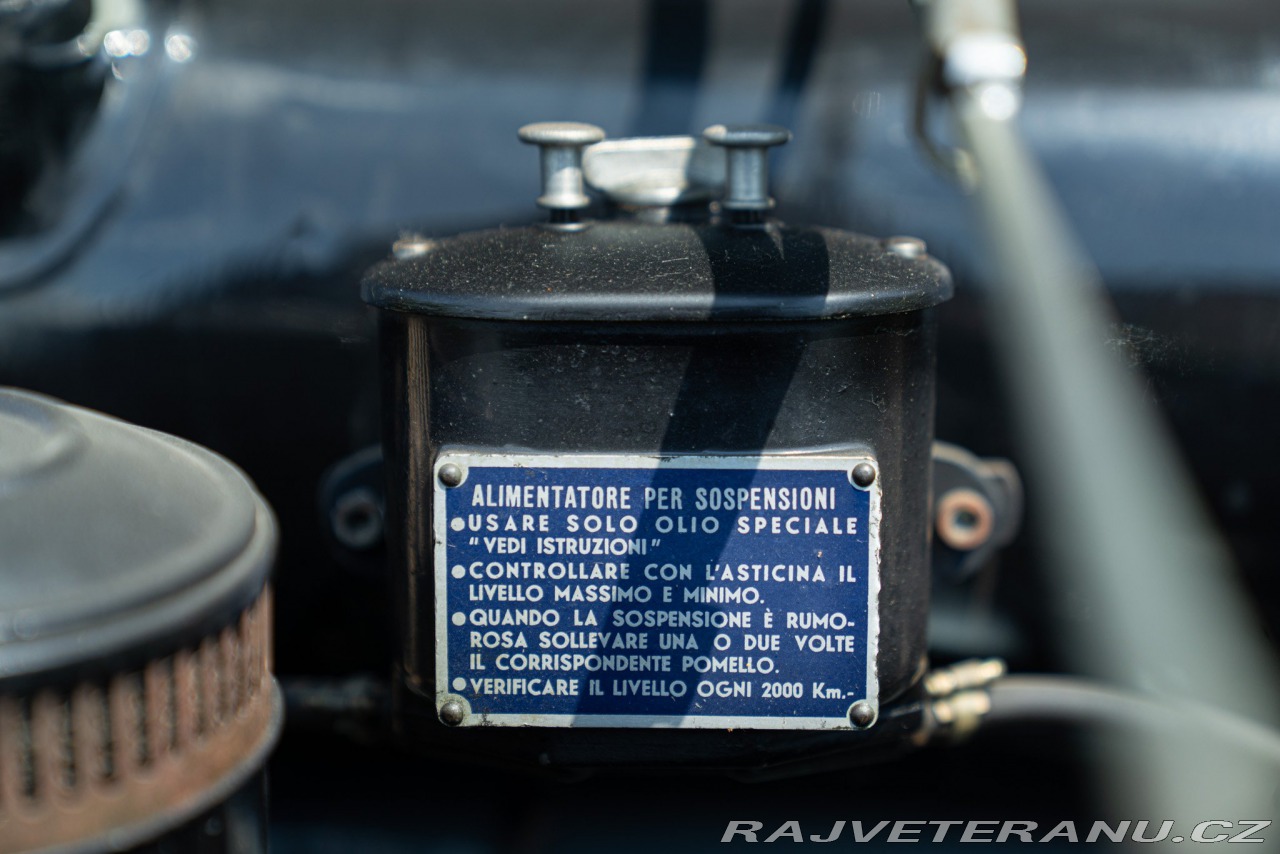 ALIMENTATORE PER SOSPENSIONI
●USARE SOLO OLIO SPECIALE
"VEDI ISTRUZIONI"
●CONTROLLARE CON L'ASTICINA IL
LIVELLO MASSIMO E MINIMO.
●QUANDO LA SOSPENSIONE È RUMO-
ROSA SOLLEVARE UNA O DUE VOLTE
IL CORRISPONDENTE POMELLO.
●VERIFICARE IL LIVELLO OGNI 2000 Km.-
RAJVETERANU.CZ